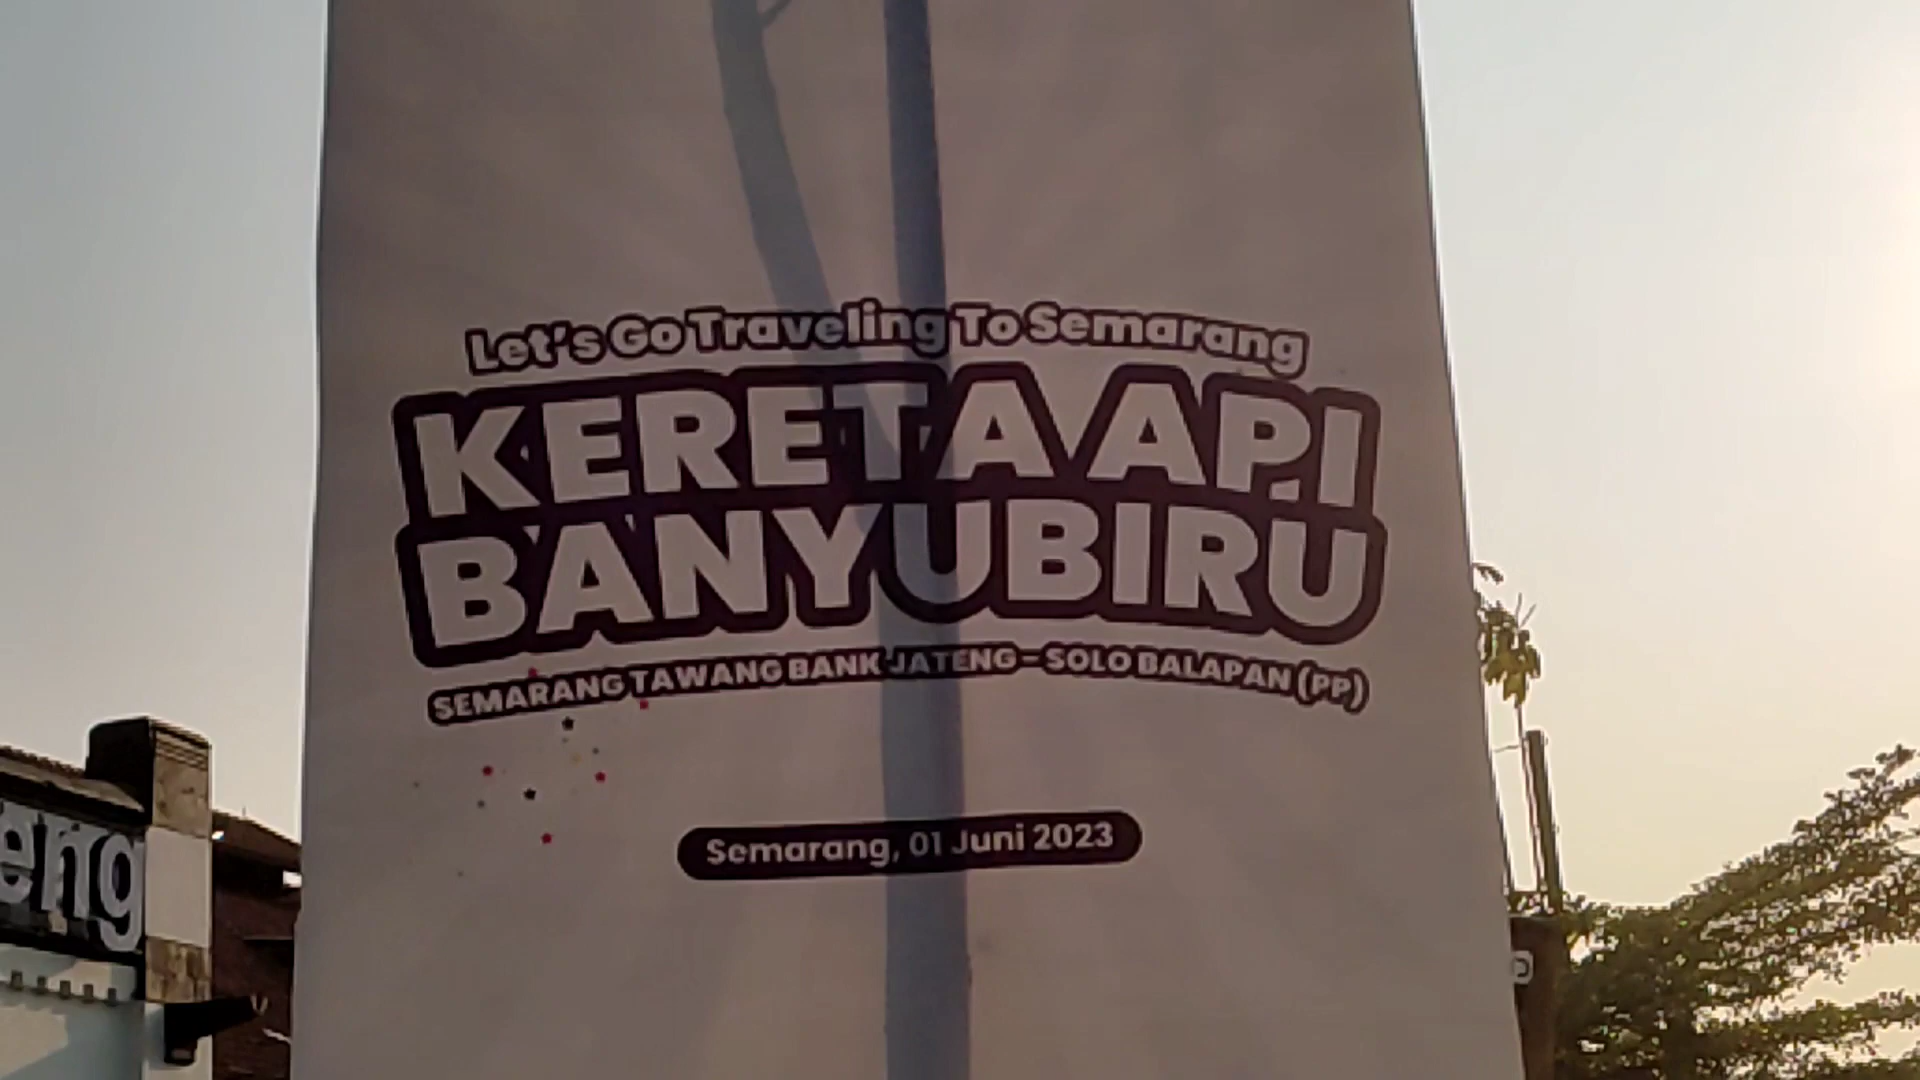 Let's Go Traveling To Semarang
KERETA API
BANYUBIRU
SEMARANG TAWANG BANK JATENG - SOLO BALAPAN (PP)
Semarang, 01 Juni 2023
eng